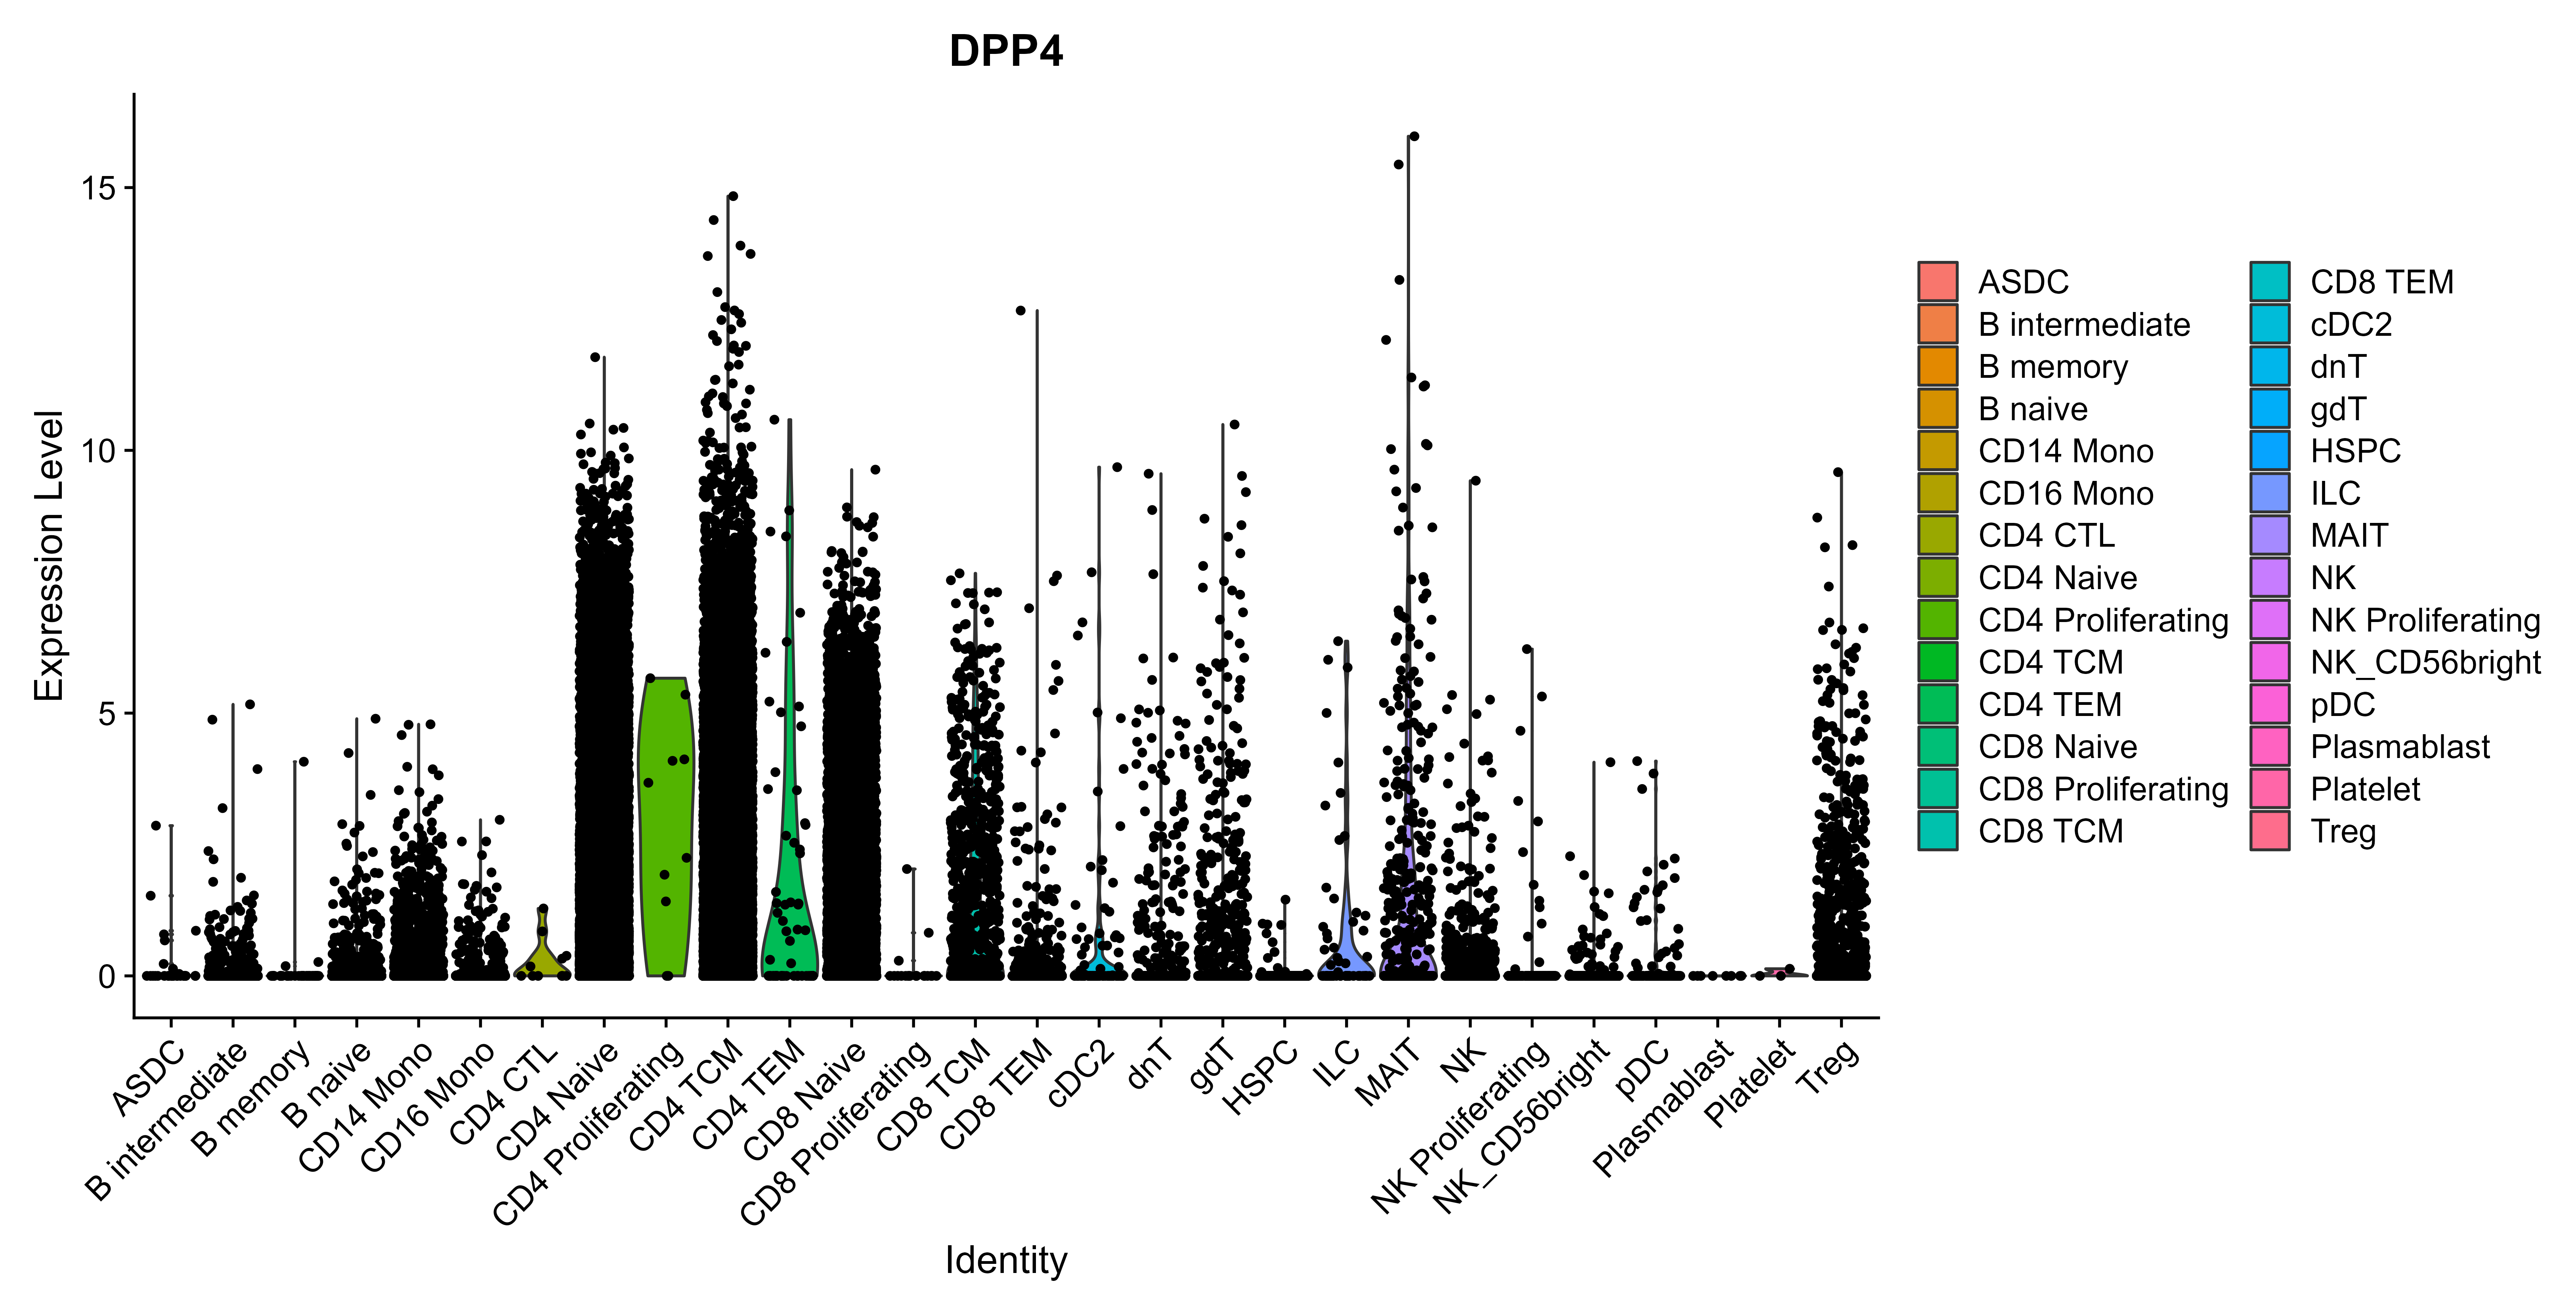 DPP4
Expression Level
15
10
5
0
ASDC
B intermediate
B memory
B naive
CD14 Mono
CD16 Mono
CD4 CTL
CD4 Naive
CD4 Proliferating
CD4 TCM
CD4 TEM
CD8 Naive
CD8 Proliferating
CD8 TCM
CD8 TEM
cDC2
dnT
gdT
HSPC
ILC
MAIT
NK
NK Proliferating
NK_CD56bright
pDC
Plasmablast
Platelet
Treg
Identity
ASDC
B intermediate
B memory
B naive
CD14 Mono
CD16 Mono
CD4 CTL
CD4 Naive
CD4 Proliferating
CD4 TCM
CD4 TEM
CD8 Naive
CD8 Proliferating
CD8 TCM
CD8 TEM
cDC2
dnT
gdT
HSPC
ILC
MAIT
NK
NK Proliferating
NK_CD56bright
pDC
Plasmablast
Platelet
Treg